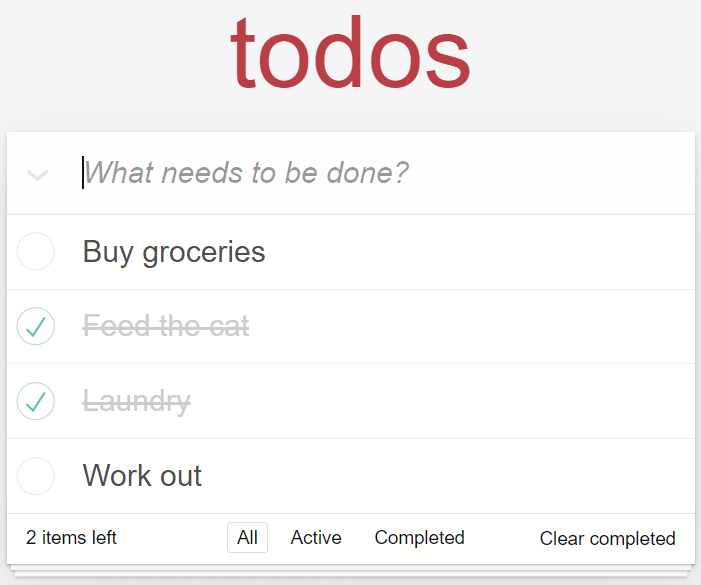 todos
What needs to be done?
Buy groceries
Feed the cat
Laundry
Work out
2 items left All Active Completed Clear completed